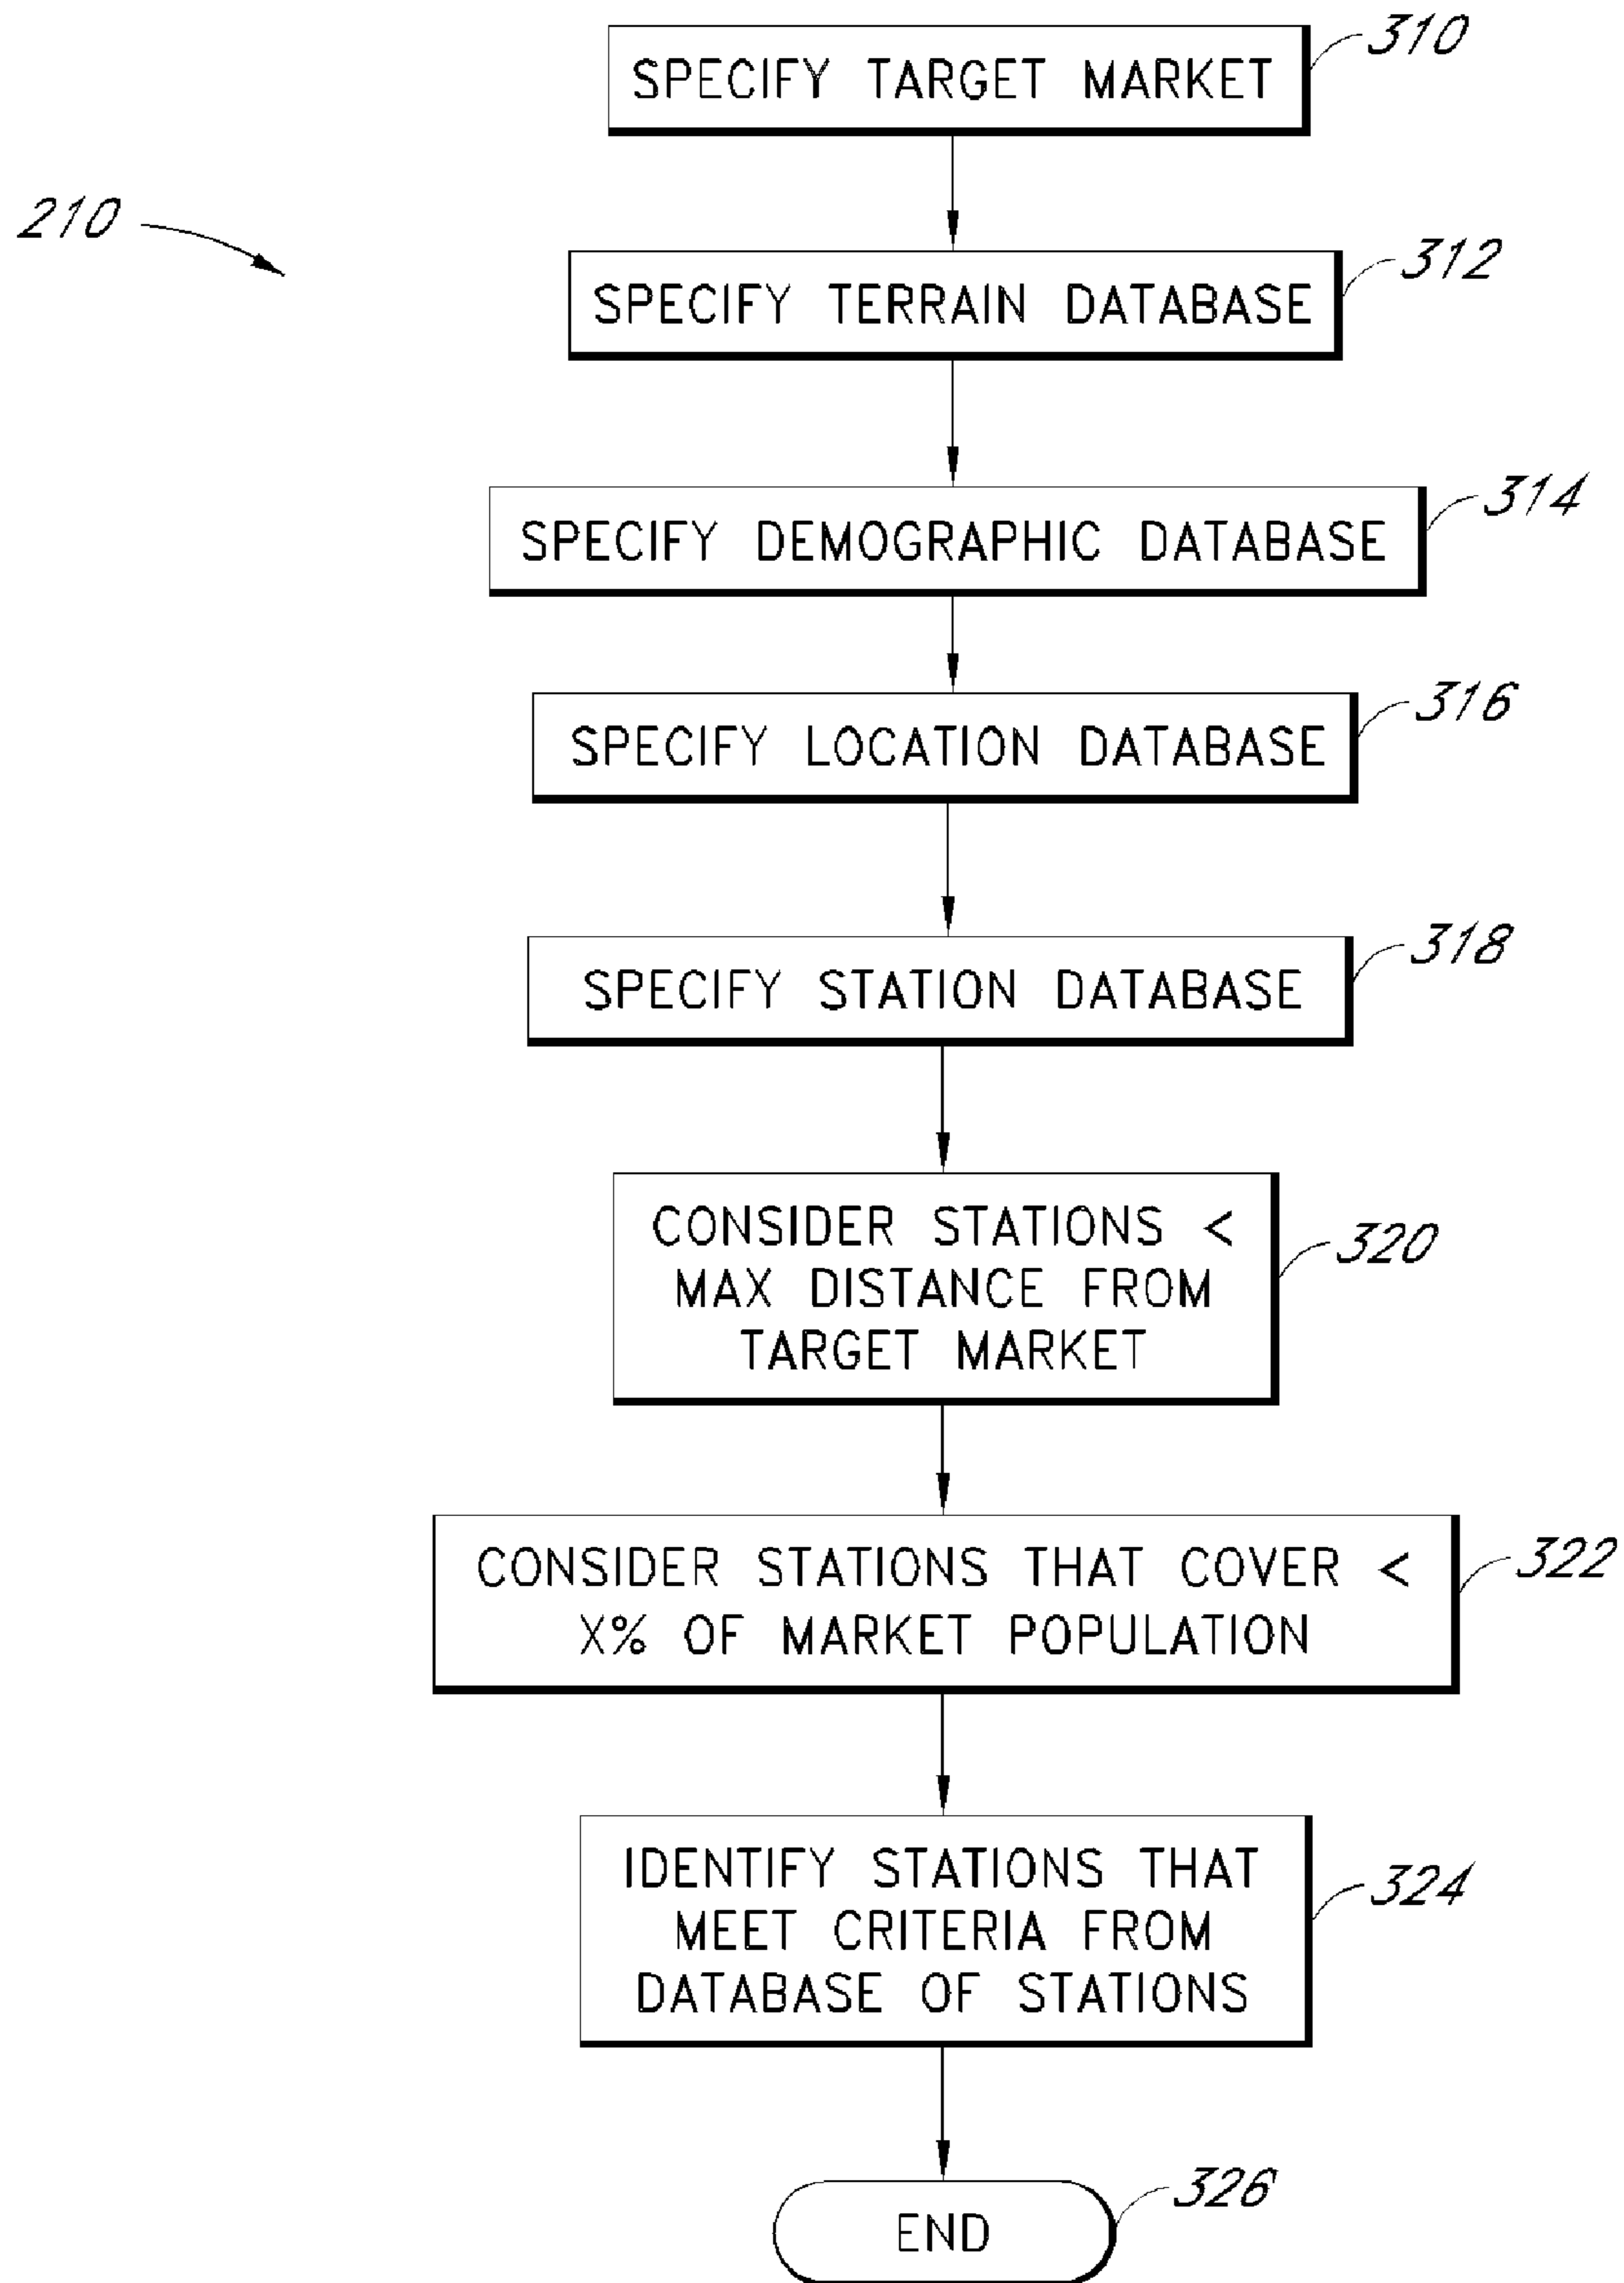 310
SPECIFY TARGET MARKET
210
312
SPECIFY TERRAIN DATABASE
314
SPECIFY DEMOGRAPHIC DATABASE
316
SPECIFY LOCATION DATABASE
318
SPECIFY STATION DATABASE
CONSIDER STATIONS <
MAX DISTANCE FROM
TARGET MARKET
320
CONSIDER STATIONS THAT COVER <
X% OF MARKET POPULATION
322
IDENTIFY STATIONS THAT
MEET CRITERIA FROM
DATABASE OF STATIONS
324
326
END